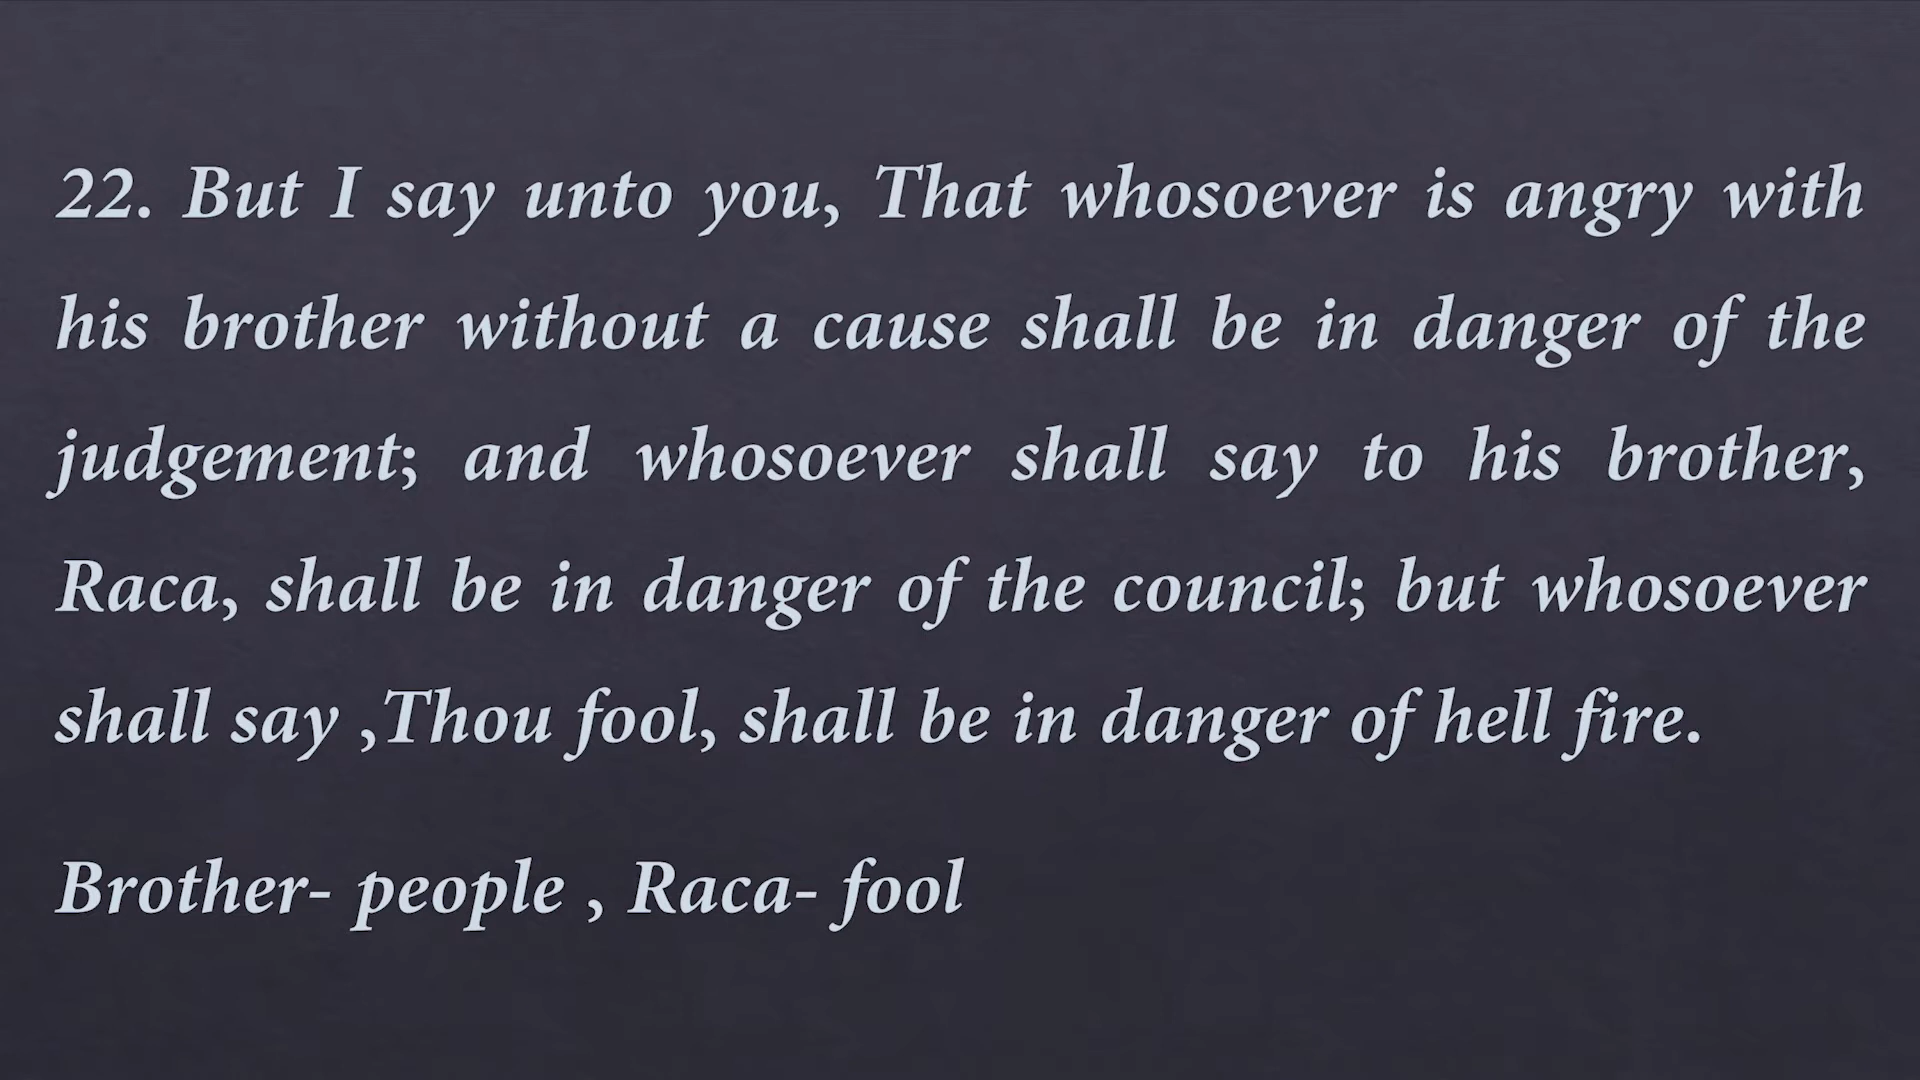 22. But I say unto you, That whosoever is angry with
his brother without a cause shall be in danger of the
judgement; and whosoever shall say to his brother,
Raca, shall be in danger of the council; but whosoever
shall say ,Thou fool, shall be in danger of hell fire.
Brother- people , Raca- fool